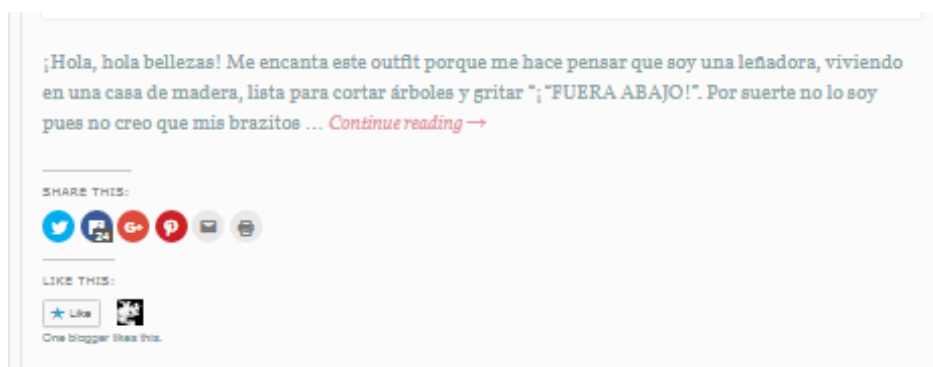 ¡Hola, hola bellezas! Me encanta este outfit porque me hace pensar que soy una leñadora, viviendo
en una casa de madera, lista para cortar árboles y gritar “¡“FUERA ABAJO!”. Por suerte no lo soy
pues no creo que mis brazitos … Continue reading →
SHARE THIS:
24
G+
LIKE THIS:
Like
One blogger likes this.